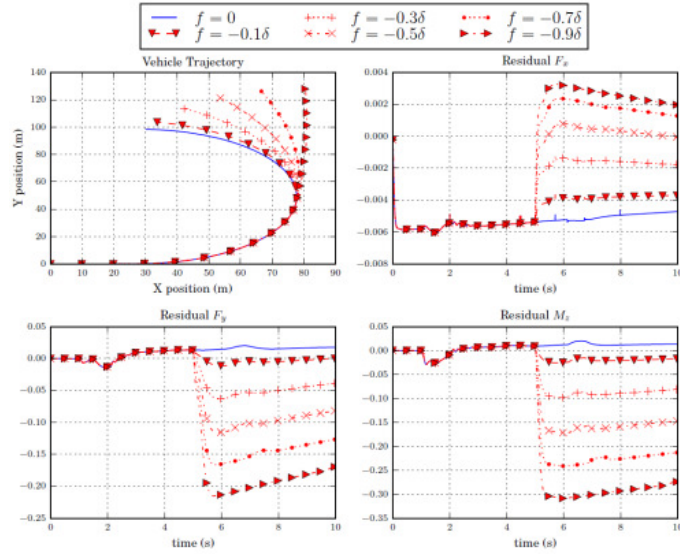 f = 0 f = −0.3δ f = −0.7δ
f = −0.1δ f = −0.5δ f = −0.9δ
Vehicle Trajectory
140
120
100
80
60
40
20
0
Y position (m)
0 10 20 30 40 50 60 70 80 90
X position (m)
Residual Fx
0.004
0.002
0.000
−0.002
−0.004
−0.006
−0.008
0 2 4 6 8 10
time (s)
Residual Fy
0.05
0.00
−0.05
−0.10
−0.15
−0.20
−0.25
0 2 4 6 8 10
time (s)
Residual Mz
0.05
0.00
−0.05
−0.10
−0.15
−0.20
−0.25
−0.30
−0.35
0 2 4 6 8 10
time (s)